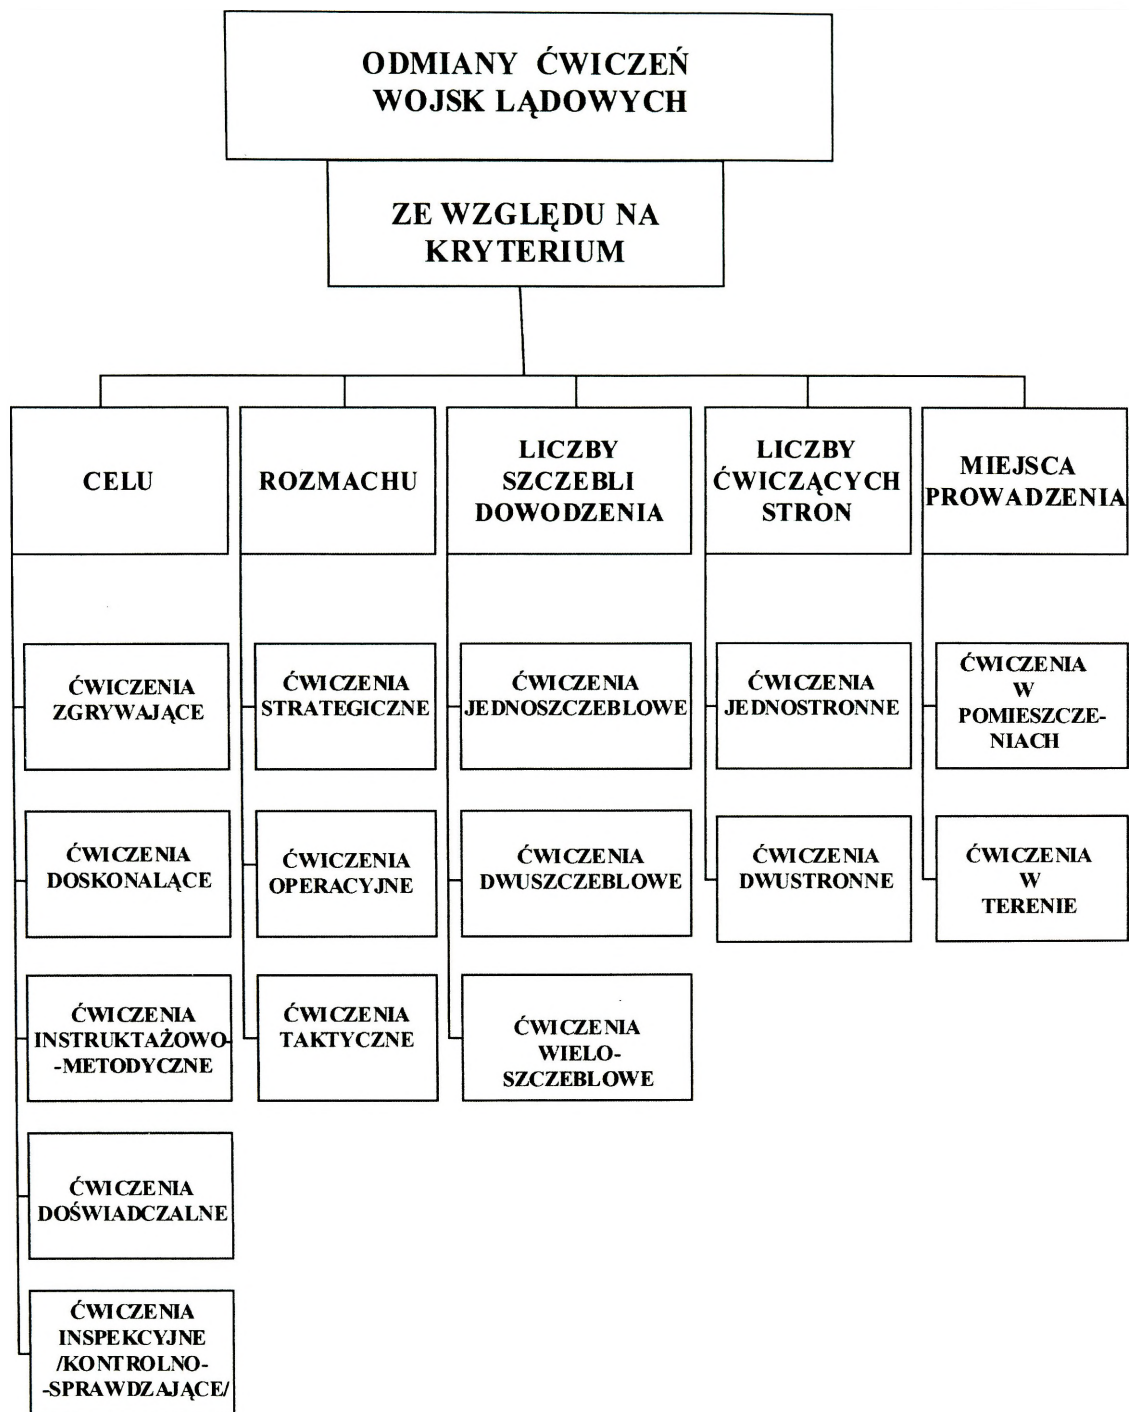 ODMIANY ĆWICZEŃ
WOJSK LĄDOWYCH
ZE WZGLĘDU NA
KRYTERIUM
CELU
ROZMACHU
LICZBY
SZCZEBLI
DOWODZENIA
LICZBY
ĆWICZĄCYCH
STRON
MIEJSCA
PROWADZENIA
ĆWICZENIA
ZGRYWAJĄCE
ĆWICZENIA
DOSKONALĄCE
ĆWICZENIA
INSTRUKTAŻOWO-
-METODYCZNE
ĆWICZENIA
DOŚWIADCZALNE
ĆWICZENIA
INSPEKCYJNE
/KONTROLNO-
-SPRAWDZAJĄCE/
ĆWICZENIA
STRATEGICZNE
ĆWICZENIA
OPERACYJNE
ĆWICZENIA
TAKTYCZNE
ĆWICZENIA
JEDNOSZCZEBLOWE
ĆWICZENIA
DWUSZCZEBLOWE
ĆWICZENIA
WIELO-
SZCZEBLOWE
ĆWICZENIA
JEDNOSTRONNE
ĆWICZENIA
DWUSTRONNE
ĆWICZENIA
W
POMIESZCZE-
NIACH
ĆWICZENIA
W
TERENIE